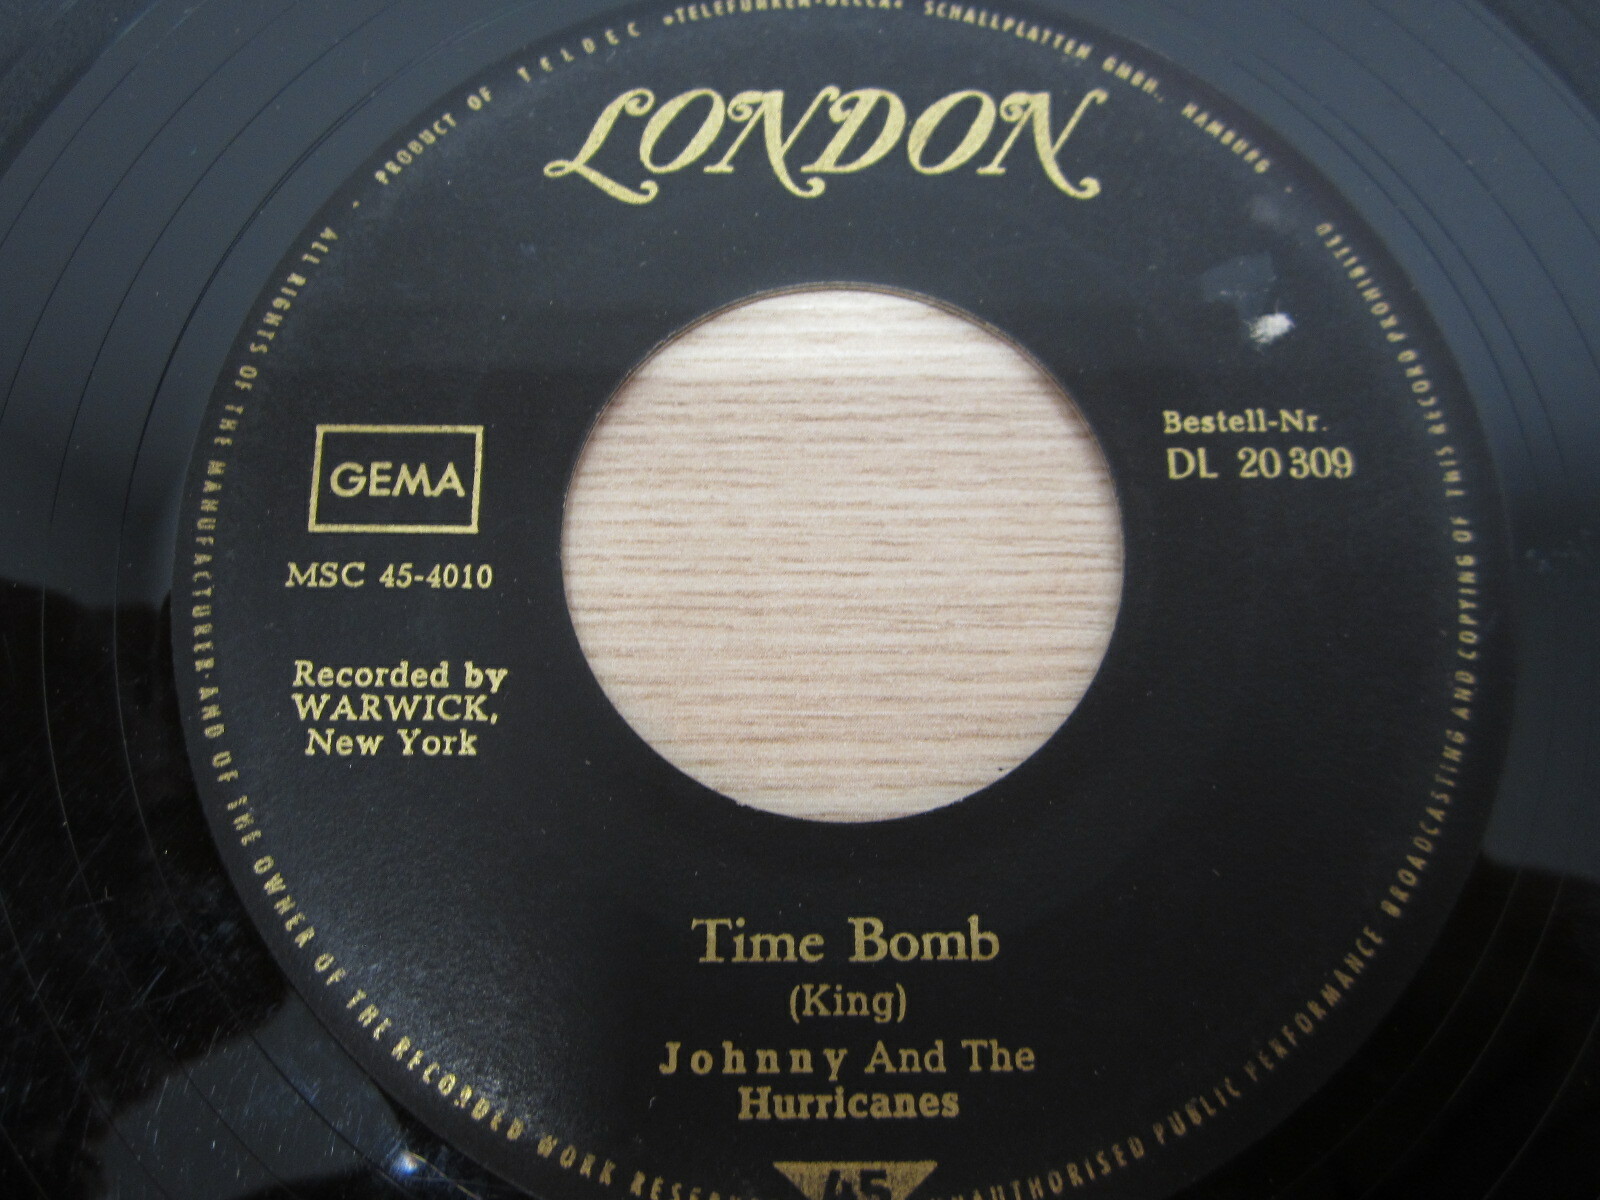 PRODUCT OF TELDEC »TELEFUNKEN-DECCA« SCHALLPLATTEN GMBH., HAMBURG
LONDON
GEMA
MSC 45-4010
Recorded by
WARWICK,
New York
Bestell-Nr.
DL 20 309
Time Bomb
(King)
Johnny And The
Hurricanes
45
ALL RIGHTS OF THE MANUFACTURER AND OF THE OWNER OF THE RECORDED WORK RESERVED
UNAUTHORISED PUBLIC PERFORMANCE BROADCASTING AND COPYING OF THIS RECORD PROHIBITED